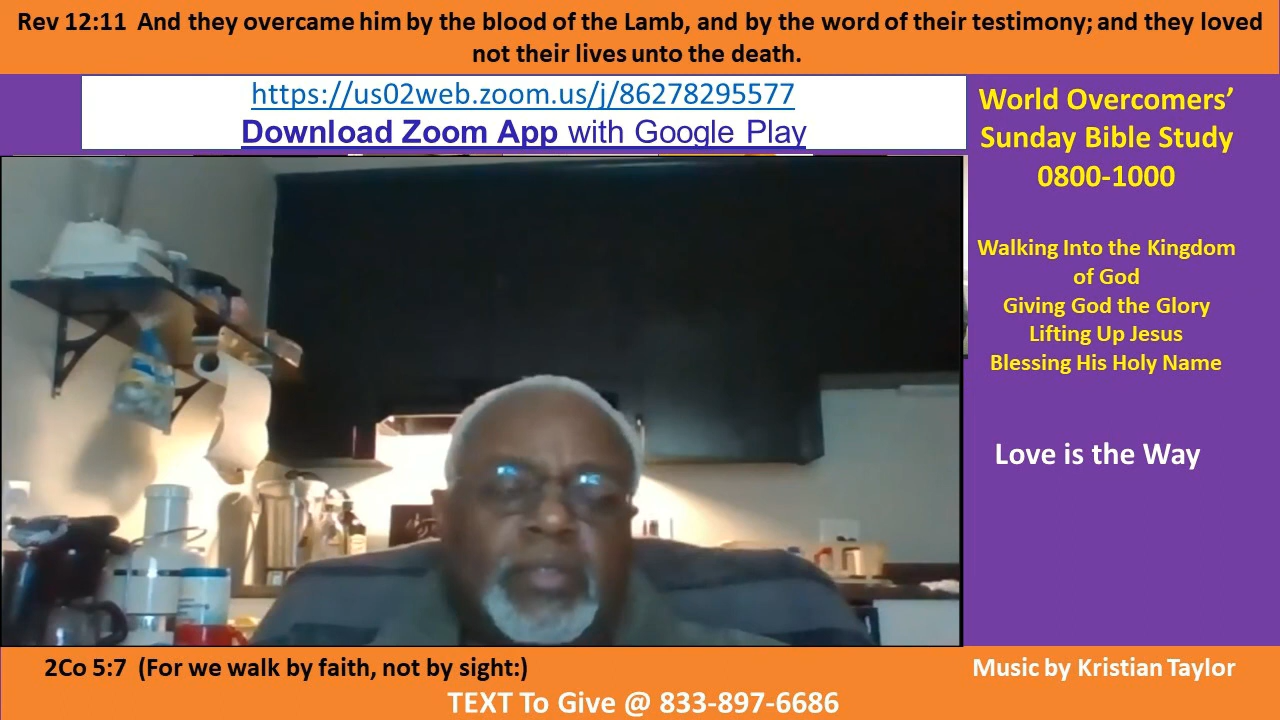 Rev 12:11  And they overcame him by the blood of the Lamb, and by the word of their testimony; and they loved
not their lives unto the death.
https://us02web.zoom.us/j/86278295577
Download Zoom App with Google Play
World Overcomers’
Sunday Bible Study
0800-1000
Walking Into the Kingdom
of God
Giving God the Glory
Lifting Up Jesus
Blessing His Holy Name
Love is the Way
2Co 5:7  (For we walk by faith, not by sight:)
Music by Kristian Taylor
TEXT To Give @ 833-897-6686